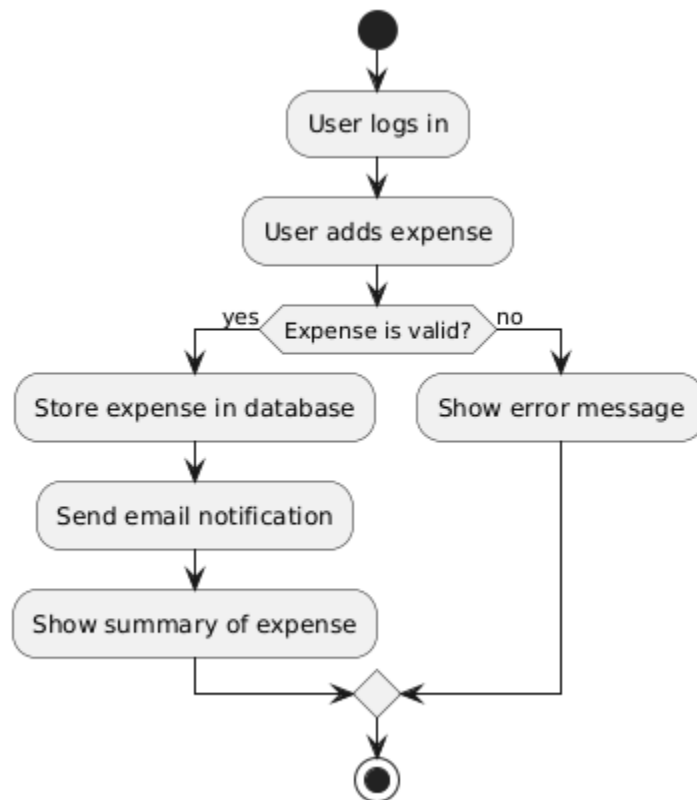 User logs in
User adds expense
yes
Expense is valid?
no
Store expense in database
Show error message
Send email notification
Show summary of expense